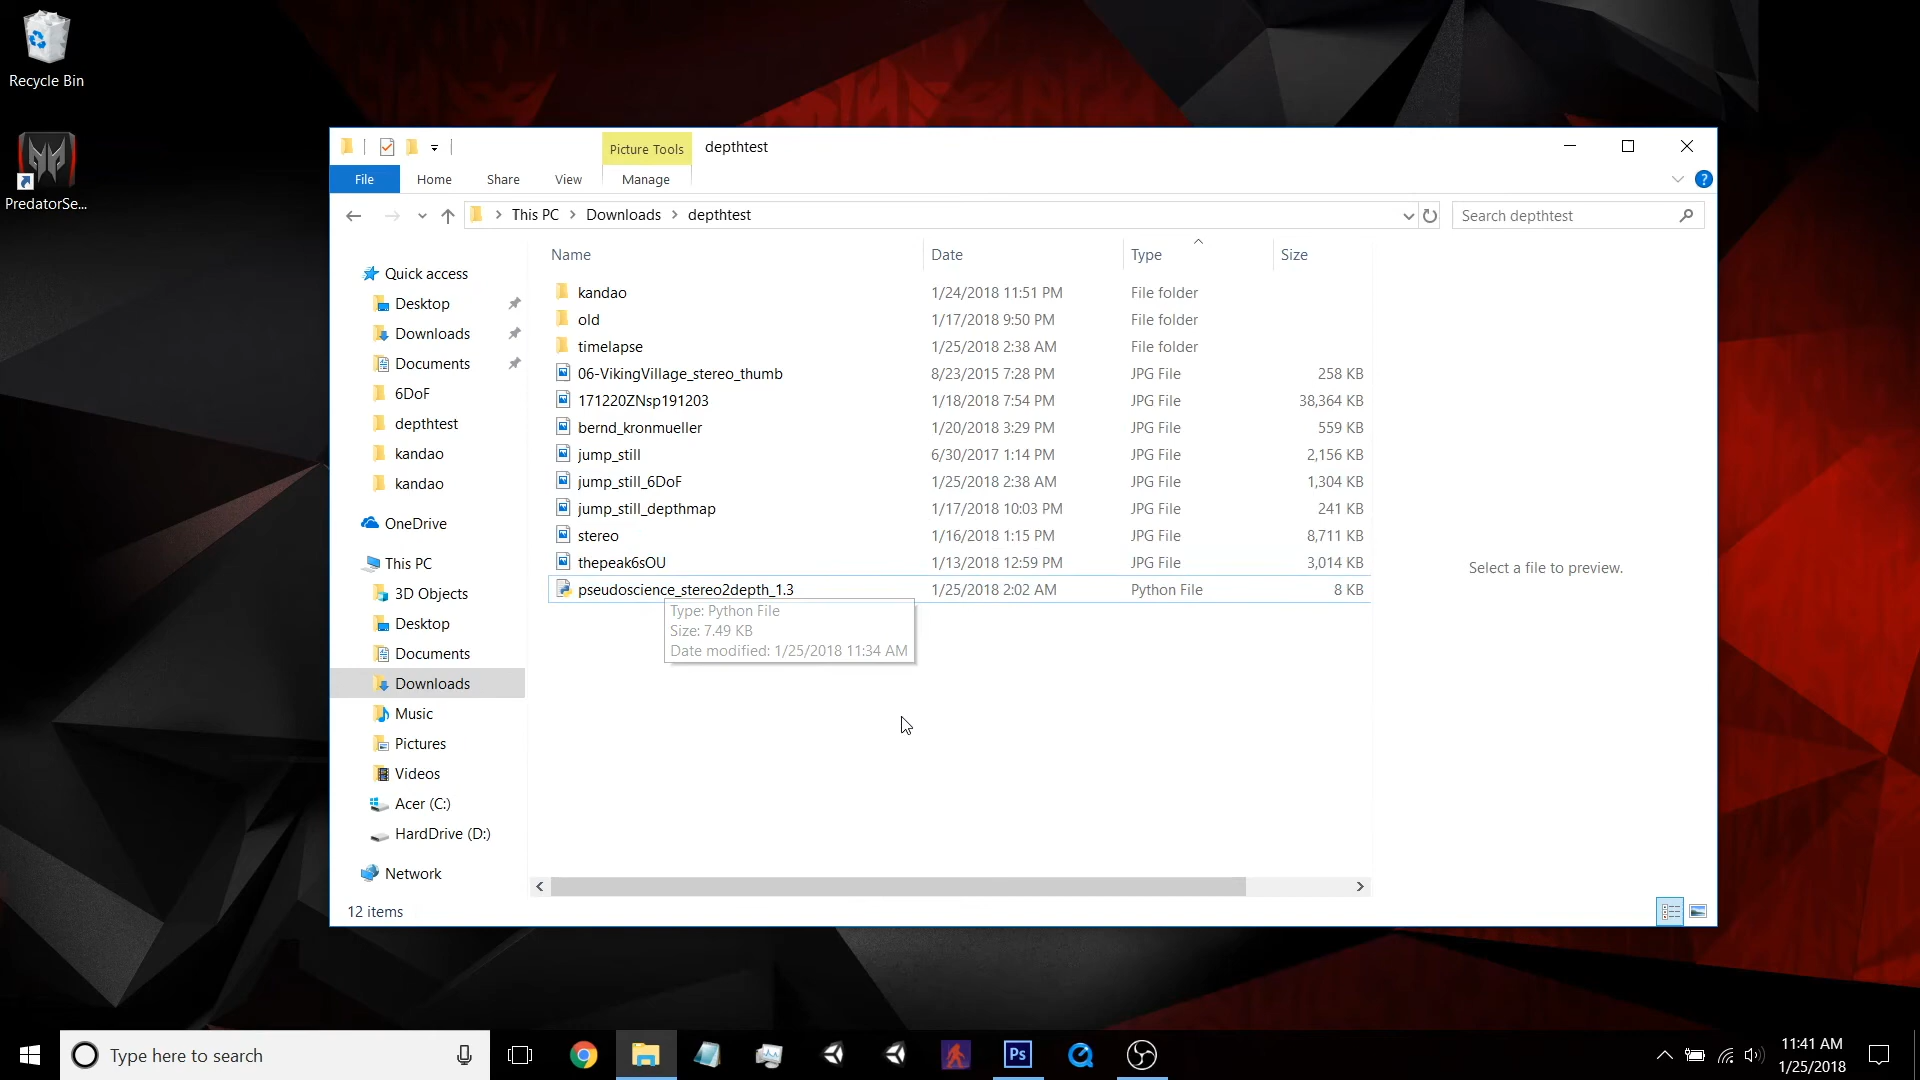 Recycle Bin
PredatorSe...
Picture Tools
depthtest
File
Home
Share
View
Manage
?
This PC
Downloads
depthtest
Search depthtest
Name
Date
Type
Size
Quick access
Desktop
Downloads
Documents
6DoF
depthtest
kandao
kandao
OneDrive
This PC
3D Objects
Desktop
Documents
Downloads
Music
Pictures
Videos
Acer (C:)
HardDrive (D:)
Network
kandao 1/24/2018 11:51 PM File folder
old 1/17/2018 9:50 PM File folder
timelapse 1/25/2018 2:38 AM File folder
06-VikingVillage_stereo_thumb 8/23/2015 7:28 PM JPG File 258 KB
171220ZNsp191203 1/18/2018 7:54 PM JPG File 38,364 KB
bernd_kronmueller 1/20/2018 3:29 PM JPG File 559 KB
jump_still 6/30/2017 1:14 PM JPG File 2,156 KB
jump_still_6DoF 1/25/2018 2:38 AM JPG File 1,304 KB
jump_still_depthmap 1/17/2018 10:03 PM JPG File 241 KB
stereo 1/16/2018 1:15 PM JPG File 8,711 KB
thepeak6sOU 1/13/2018 12:59 PM JPG File 3,014 KB
pseudoscience_stereo2depth_1.3 1/25/2018 2:02 AM Python File 8 KB
Type: Python File
Size: 7.49 KB
Date modified: 1/25/2018 11:34 AM
Select a file to preview.
12 items
Type here to search
Ps
11:41 AM
1/25/2018